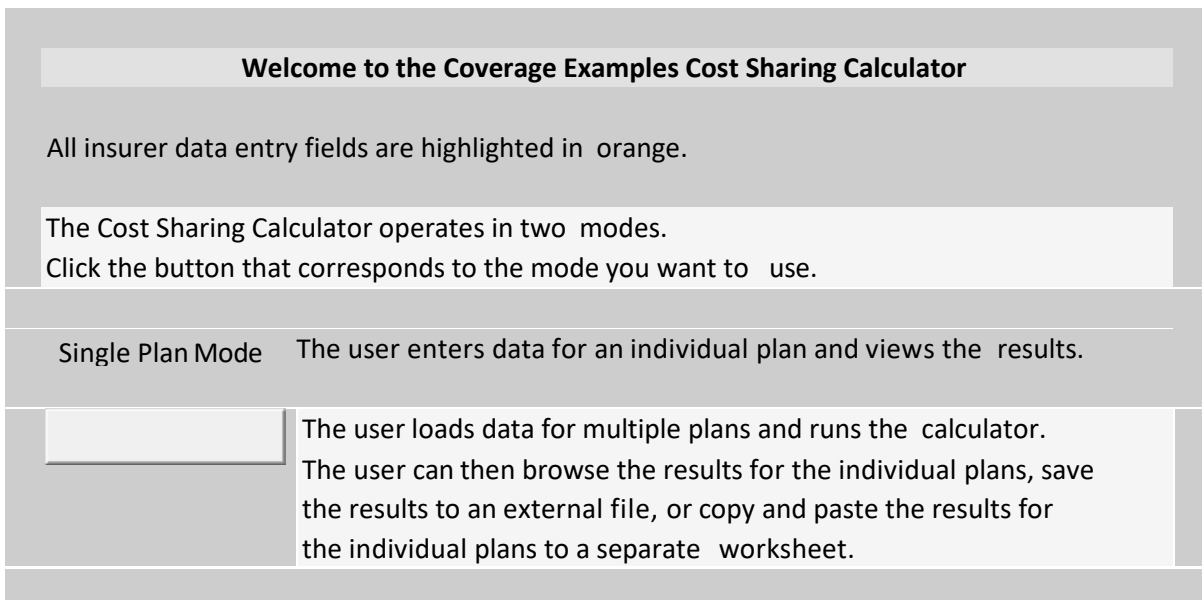 Welcome to the Coverage Examples Cost Sharing Calculator
All insurer data entry fields are highlighted in orange.
The Cost Sharing Calculator operates in two modes.
Click the button that corresponds to the mode you want to use.
Single Plan Mode The user enters data for an individual plan and views the results.
The user loads data for multiple plans and runs the calculator.
The user can then browse the results for the individual plans, save
the results to an external file, or copy and paste the results for
the individual plans to a separate worksheet.